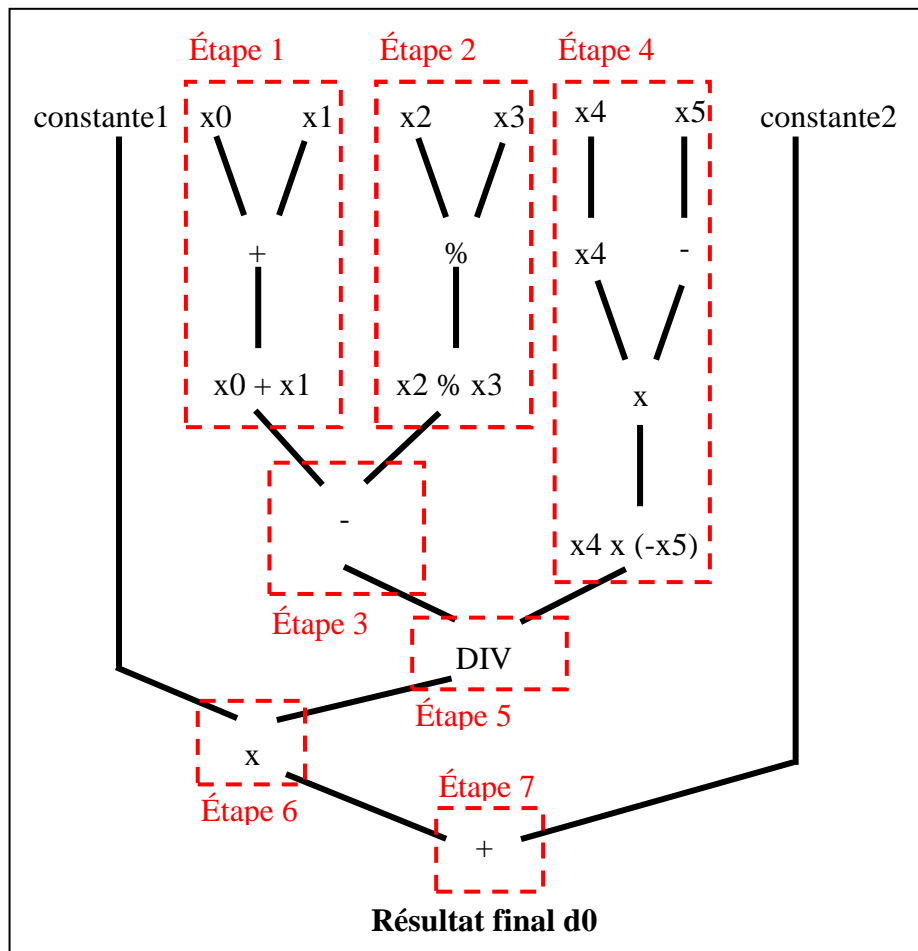 Étape 1 Étape 2 Étape 4
constante1 x0 x1 x2 x3 x4 x5 constante2
+ % x4 -
x0 + x1 x2 % x3 x
-
x4 x (-x5)
Étape 3
DIV
Étape 5
x
Étape 7
Étape 6
+
Résultat final d0